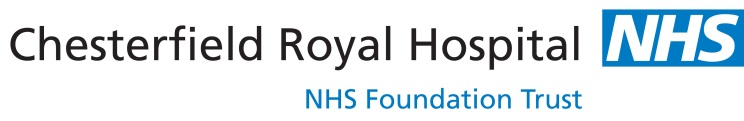 Chesterfield Royal Hospital NHS
NHS Foundation Trust